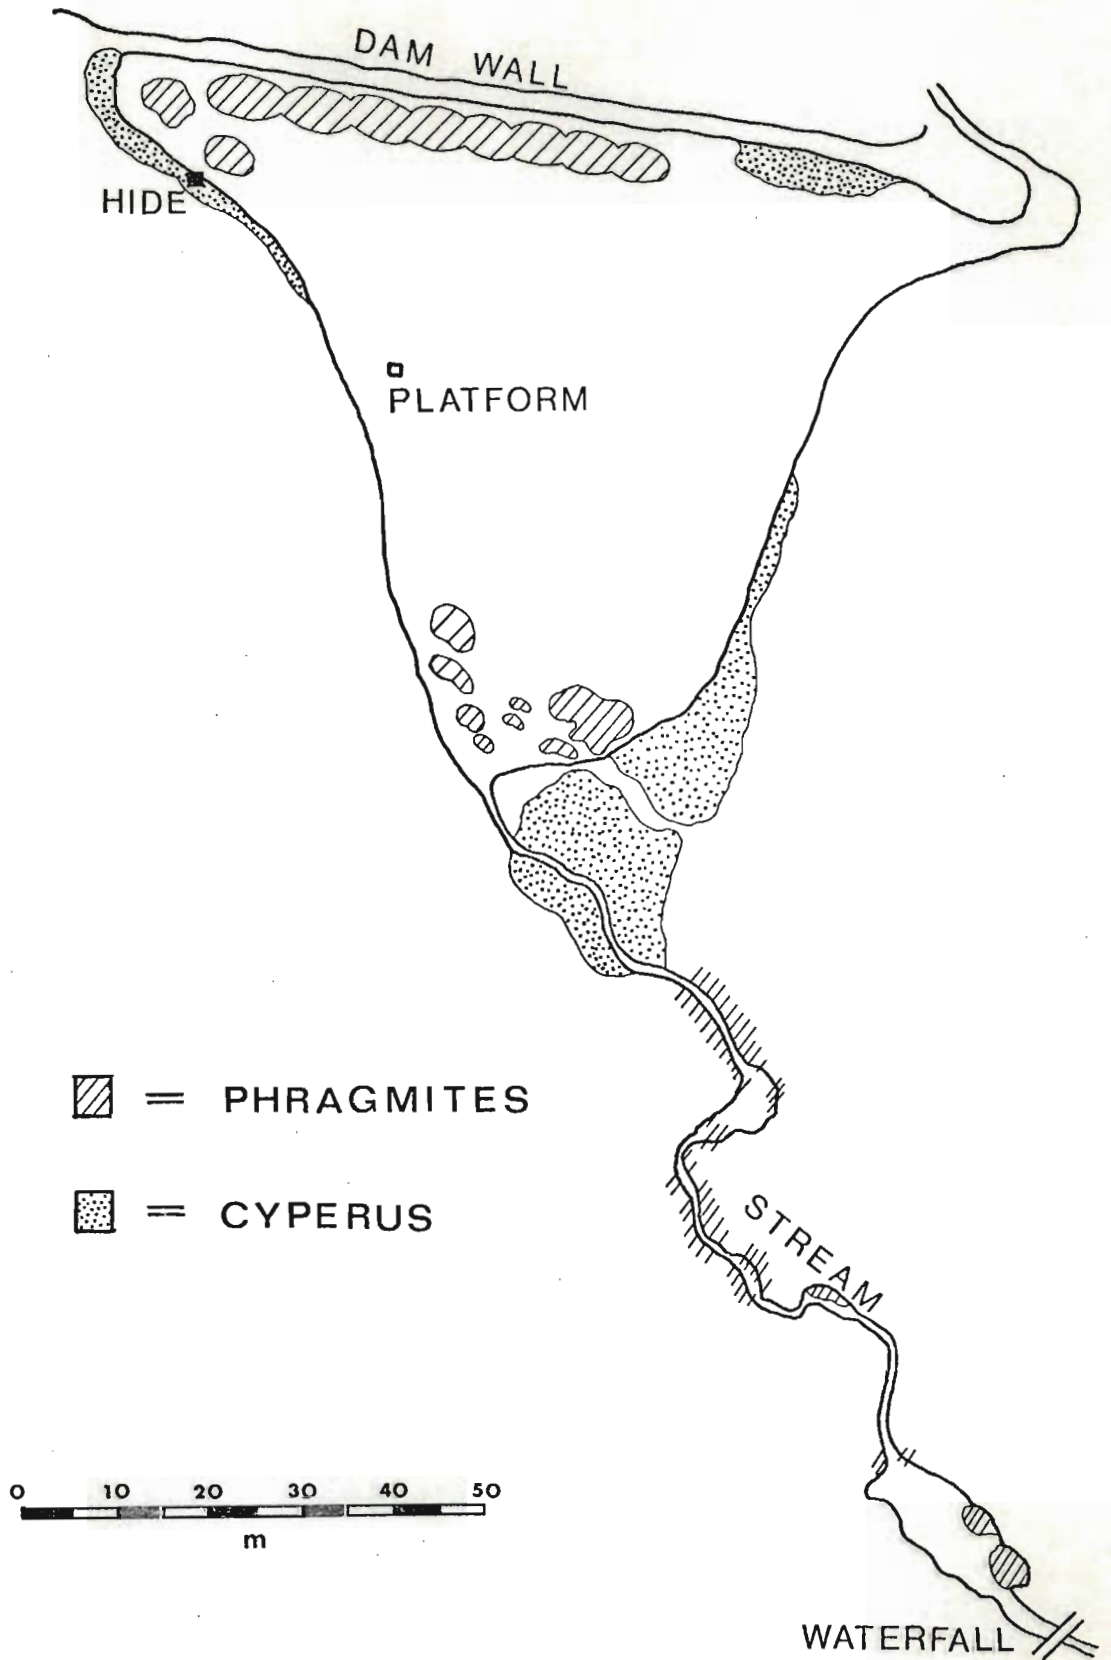 DAM WALL
HIDE
PLATFORM
= PHRAGMITES
= CYPERUS
STREAM
0 10 20 30 40 50
m
WATERFALL